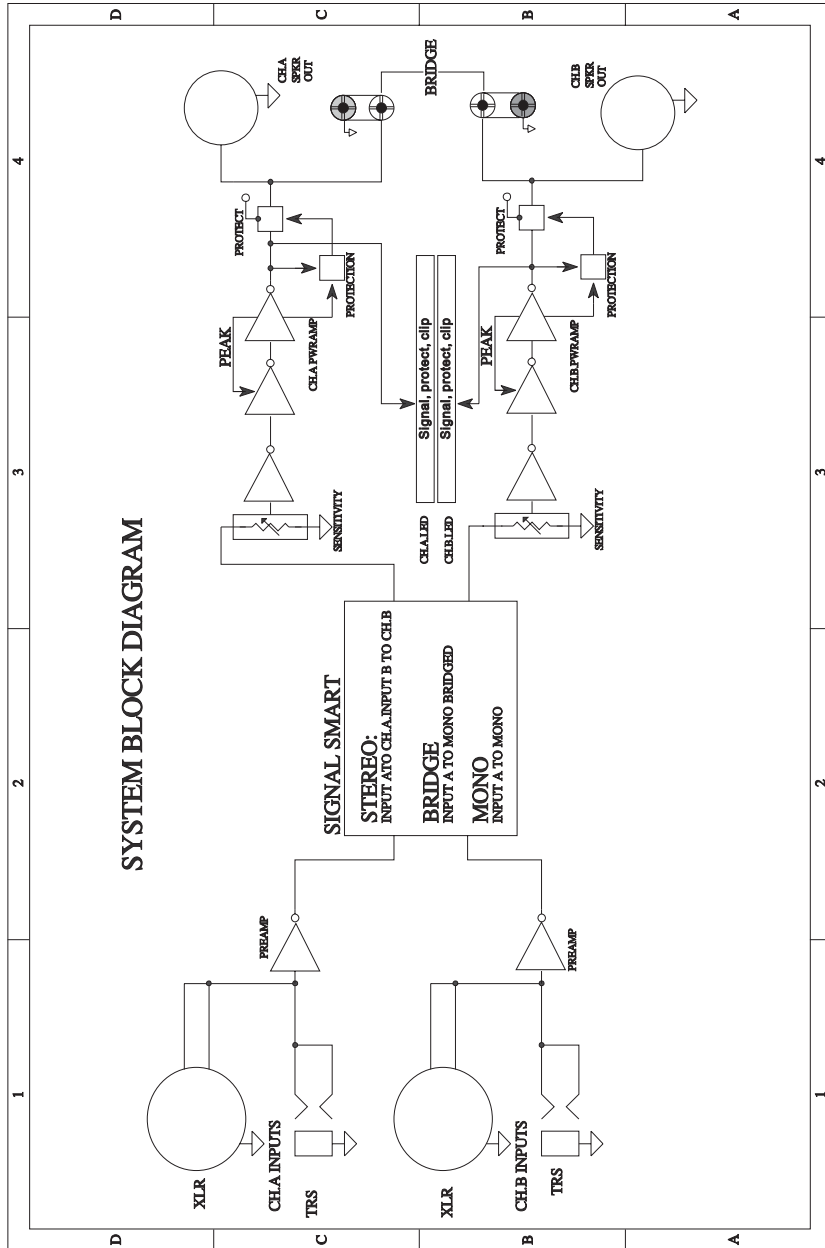 SYSTEM BLOCK DIAGRAM
1
2
3
4
D
C
B
A
XLR
CH.A INPUTS
TRS
PREAMP
XLR
CH.B INPUTS
TRS
PREAMP
SIGNAL SMART
STEREO:
INPUT ATO CH.A.INPUT B TO CH.B
BRIDGE
INPUT A TO MONO BRIDGED
MONO
INPUT A TO MONO
SENSITIVITY
PEAK
CH.A PWRAMP
PROTECT
PROTECTION
CH.A
SPKR
OUT
CH.A.LED
Signal, protect, clip
CH.B.LED
Signal, protect, clip
BRIDGE
SENSITIVITY
PEAK
CH.B.PWRAMP
PROTECT
PROTECTION
CH.B
SPKR
OUT
D
C
B
A
1
2
3
4